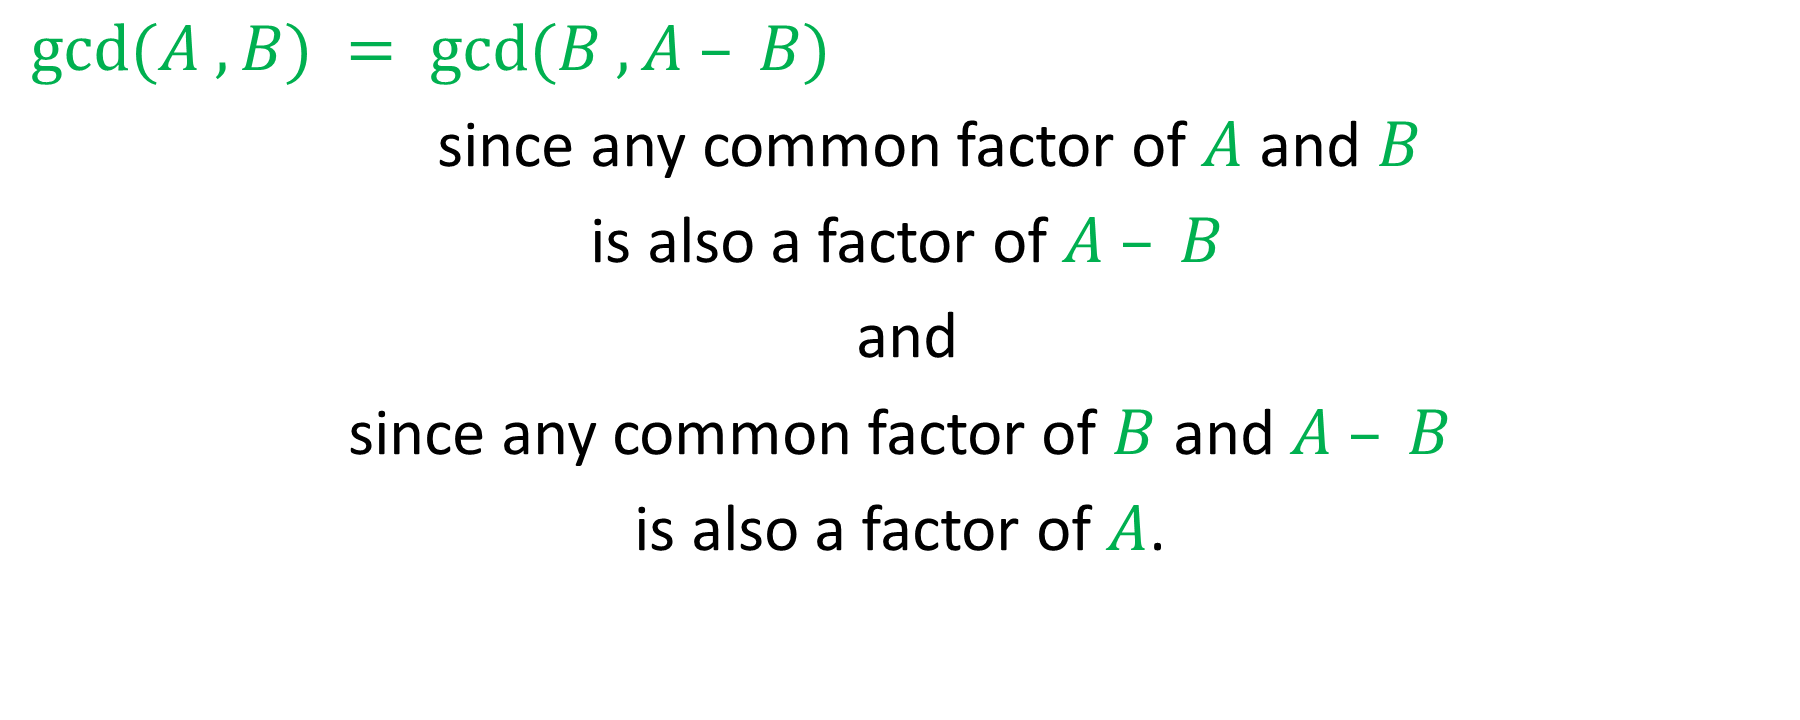 gcd(A , B) = gcd(B , A − B)
since any common factor of A and B
is also a factor of A − B
and
since any common factor of B and A − B
is also a factor of A.